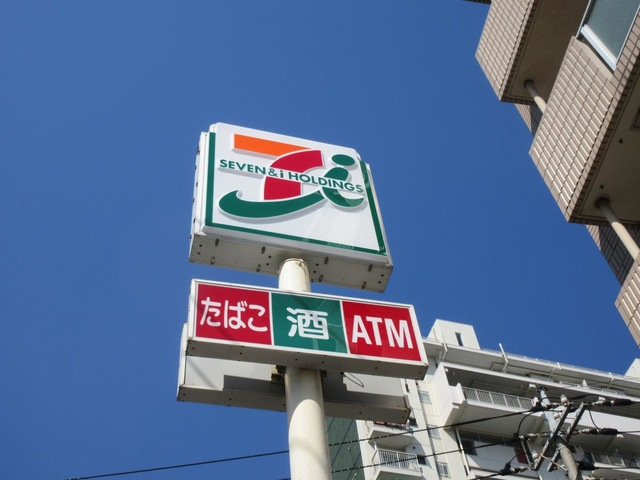 SEVEN & i HOLDINGS
たばこ 酒 ATM